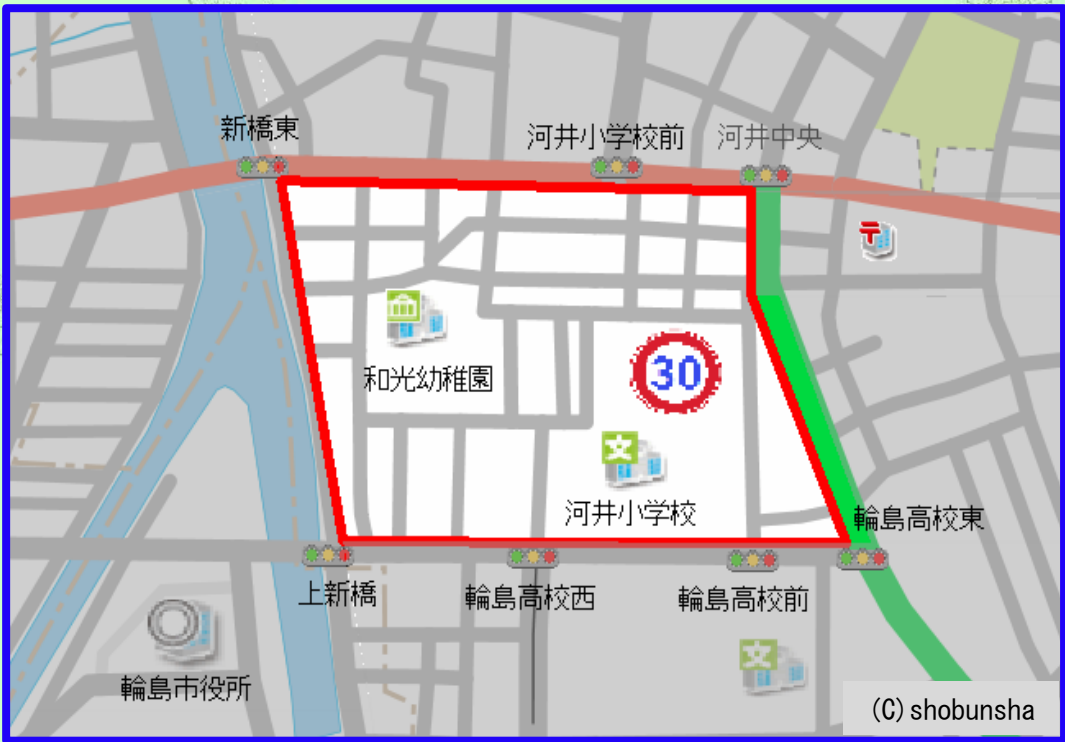 新橋東
河井小学校前
河井中央
〒
和光幼稚園
30
文
河井小学校
輪島高校東
上新橋
輪島高校西
輪島高校前
文
輪島市役所
(C) shobunsha